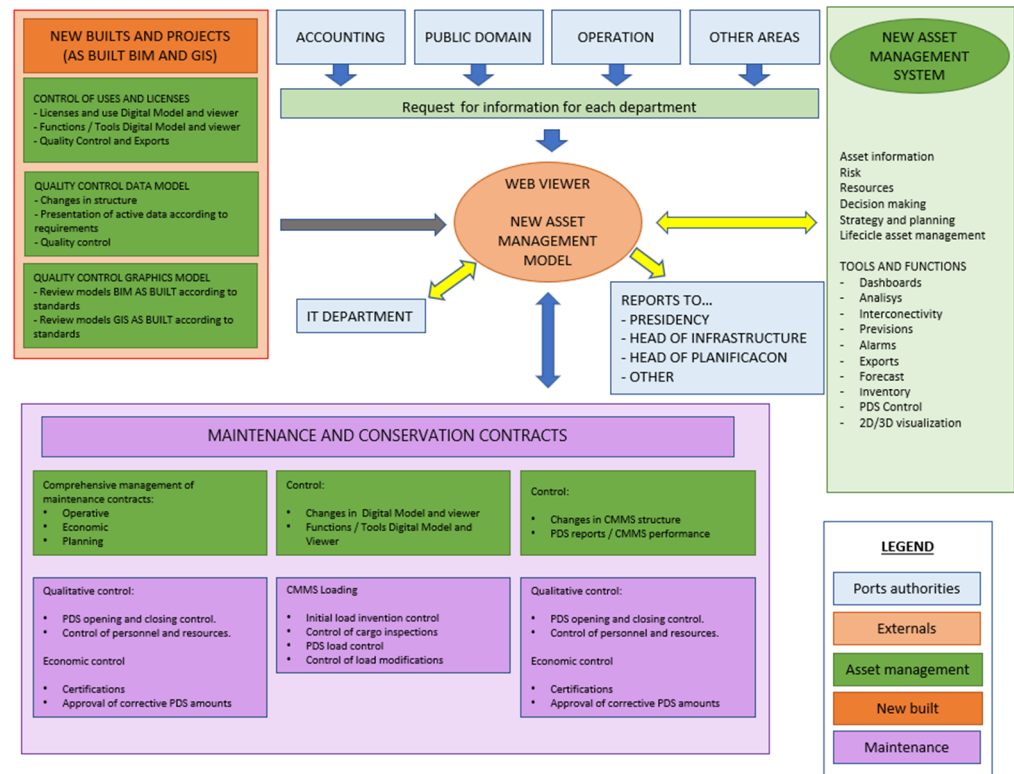 NEW BUILTS AND PROJECTS
(AS BUILT BIM AND GIS)
CONTROL OF USES AND LICENSES
- Licenses and use Digital Model and viewer
- Functions / Tools Digital Model and viewer
- Quality Control and Exports
QUALITY CONTROL DATA MODEL
- Changes in structure
- Presentation of active data according to
requirements
- Quality control
QUALITY CONTROL GRAPHICS MODEL
- Review models BIM AS BUILT according to
standards
- Review models GIS AS BUILT according to
standards
ACCOUNTING
PUBLIC DOMAIN
OPERATION
OTHER AREAS
Request for information for each department
WEB VIEWER
NEW ASSET
MANAGEMENT
MODEL
IT DEPARTMENT
REPORTS TO...
- PRESIDENCY
- HEAD OF INFRASTRUCTURE
- HEAD OF PLANIFICACON
- OTHER
NEW ASSET
MANAGEMENT
SYSTEM
Asset information
Risk
Resources
Decision making
Strategy and planning
Lifecicle asset management
TOOLS AND FUNCTIONS
- Dashboards
- Analisys
- Interconectivity
- Previsions
- Alarms
- Exports
- Forecast
- Inventory
- PDS Control
- 2D/3D visualization
MAINTENANCE AND CONSERVATION CONTRACTS
Comprehensive management of
maintenance contracts:
• Operative
• Economic
• Planning
Control:
• Changes in Digital Model and viewer
• Functions / Tools Digital Model and
Viewer
Control:
• Changes in CMMS structure
• PDS reports / CMMS performance
Qualitative control:
• PDS opening and closing control.
• Control of personnel and resources.
Economic control
• Certifications
• Approval of corrective PDS amounts
CMMS Loading
• Initial load invention control
• Control of cargo inspections
• PDS load control
• Control of load modifications
Qualitative control:
• PDS opening and closing control.
• Control of personnel and resources.
Economic control
• Certifications
• Approval of corrective PDS amounts
LEGEND
Ports authorities
Externals
Asset management
New built
Maintenance